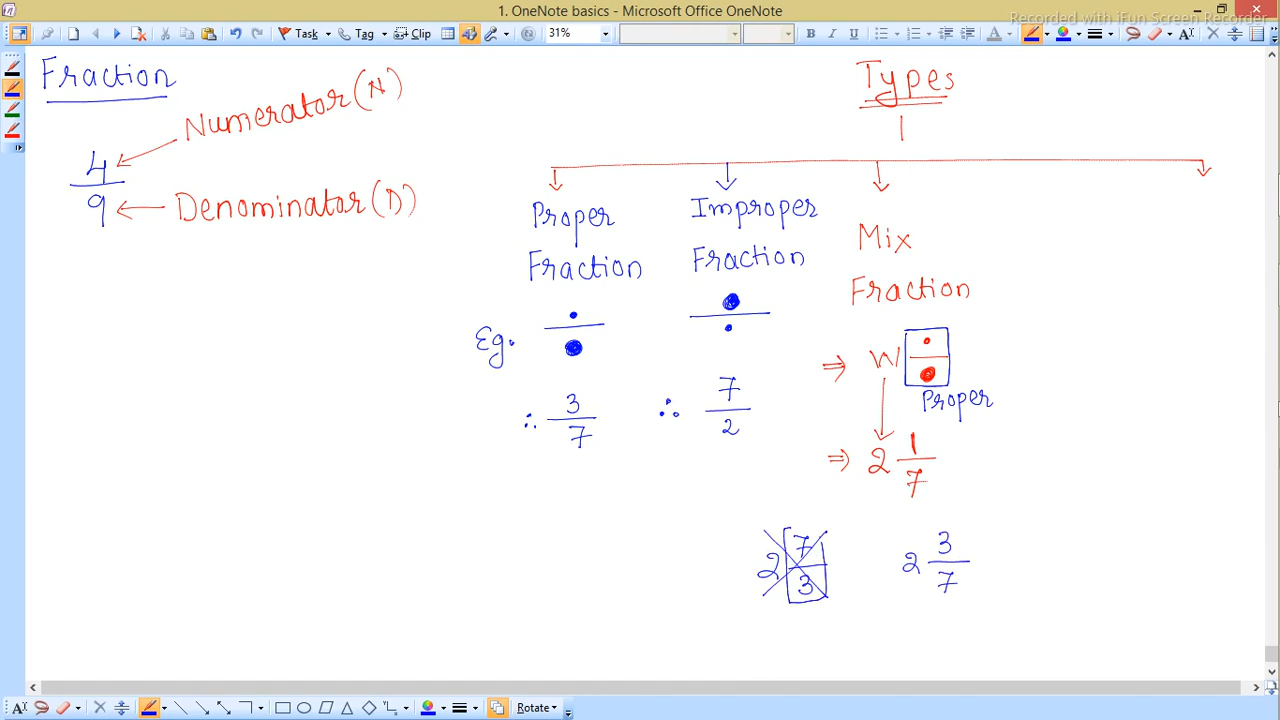 1. OneNote basics - Microsoft Office OneNote
Recorded with iFun Screen Recorder
Task
Tag
Clip
31%
B I U
A
Fraction
Numerator (N)
4
9
Denominator (D)
Types
Proper
Fraction
Improper
Fraction
Mix
Fraction
Eg.
⇒ W
Proper
∴ 3
7
∴ 7
2
⇒ 2 1
7
2 7
3
2 3
7
Rotate